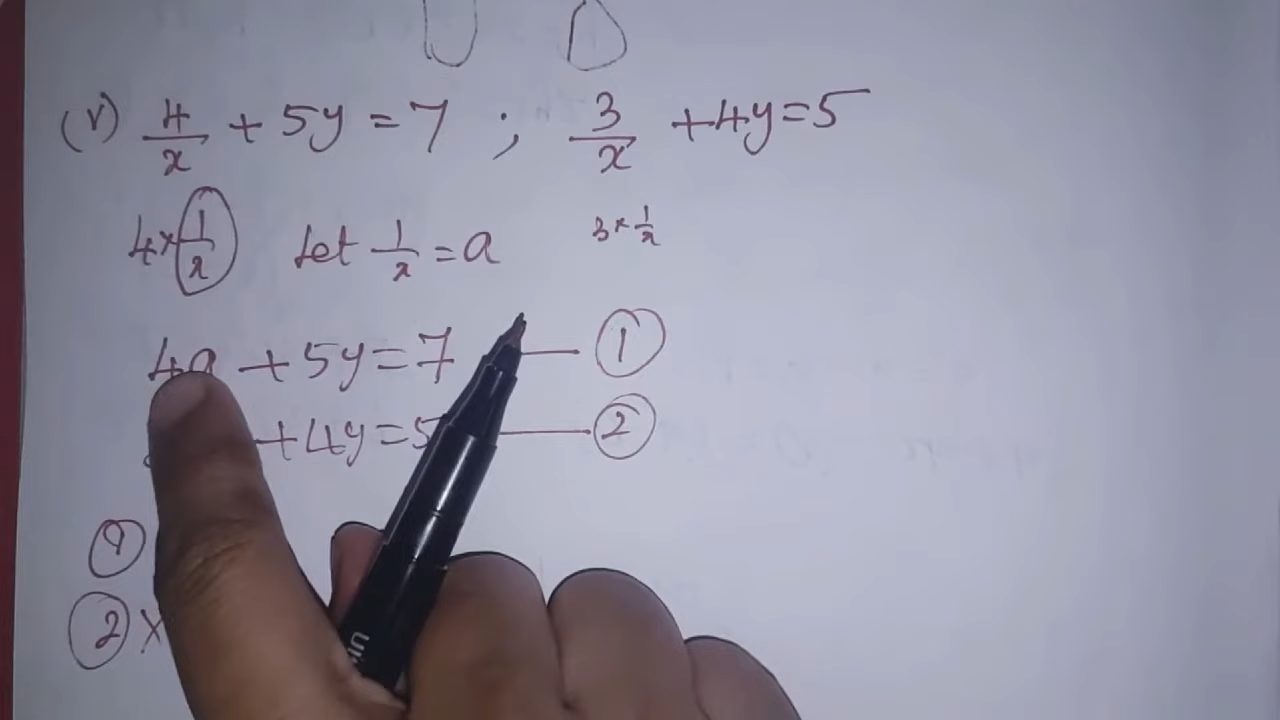 (V) 4/x + 5y = 7 ; 3/x + 4y = 5
4 × 1/x Let 1/x = a 3 × 1/x
4a + 5y = 7 — ①
+ 4y = 5 — ②
①
② ×
UNI